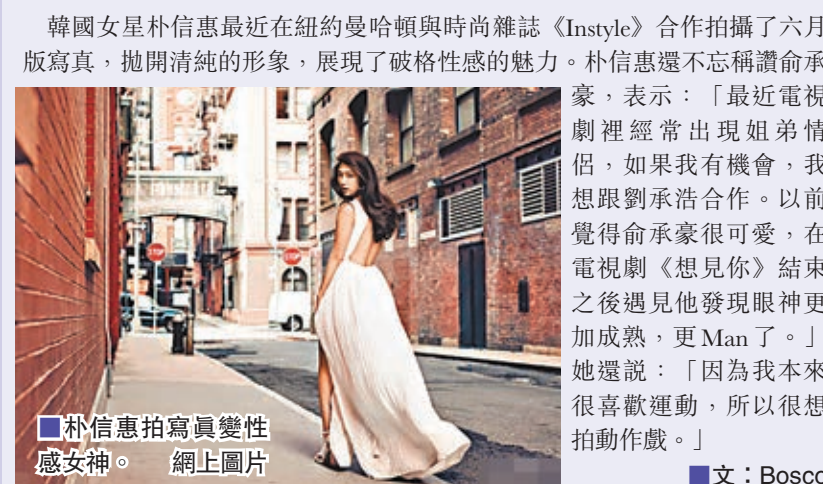 韓國女星朴信惠最近在紐約曼哈頓與時尚雜誌《Instyle》合作拍攝了六月
版寫真，拋開清純的形象，展現了破格性感的魅力。朴信惠還不忘稱讚俞承
豪，表示：「最近電視
劇裡經常出現姐弟情
侶，如果我有機會，我
想跟劉承浩合作。以前
覺得俞承豪很可愛，在
電視劇《想見你》結束
之後遇見他發現眼神更
加成熟，更Man了。」
她還説：「因為我本來
很喜歡運動，所以很想
拍動作戲。」
■文：Bosco
STOP
STOP
■朴信惠拍寫真變性
感女神。 網上圖片